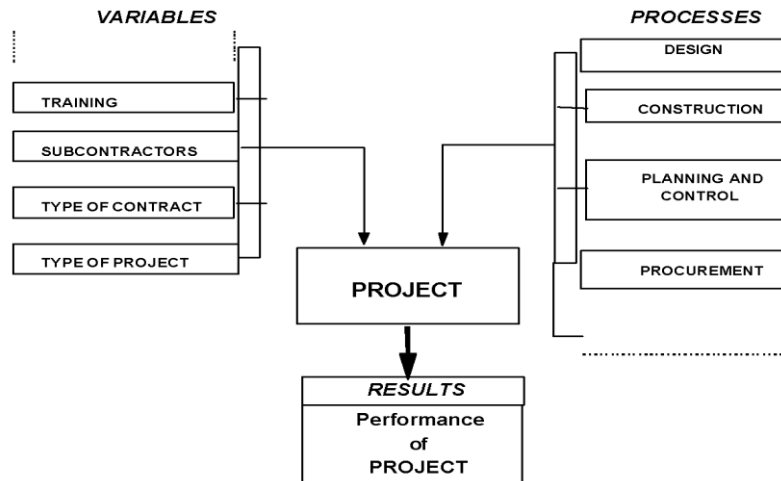 VARIABLES
TRAINING
SUBCONTRACTORS
TYPE OF CONTRACT
TYPE OF PROJECT
PROCESSES
DESIGN
CONSTRUCTION
PLANNING AND
CONTROL
PROCUREMENT
PROJECT
RESULTS
Performance
of
PROJECT